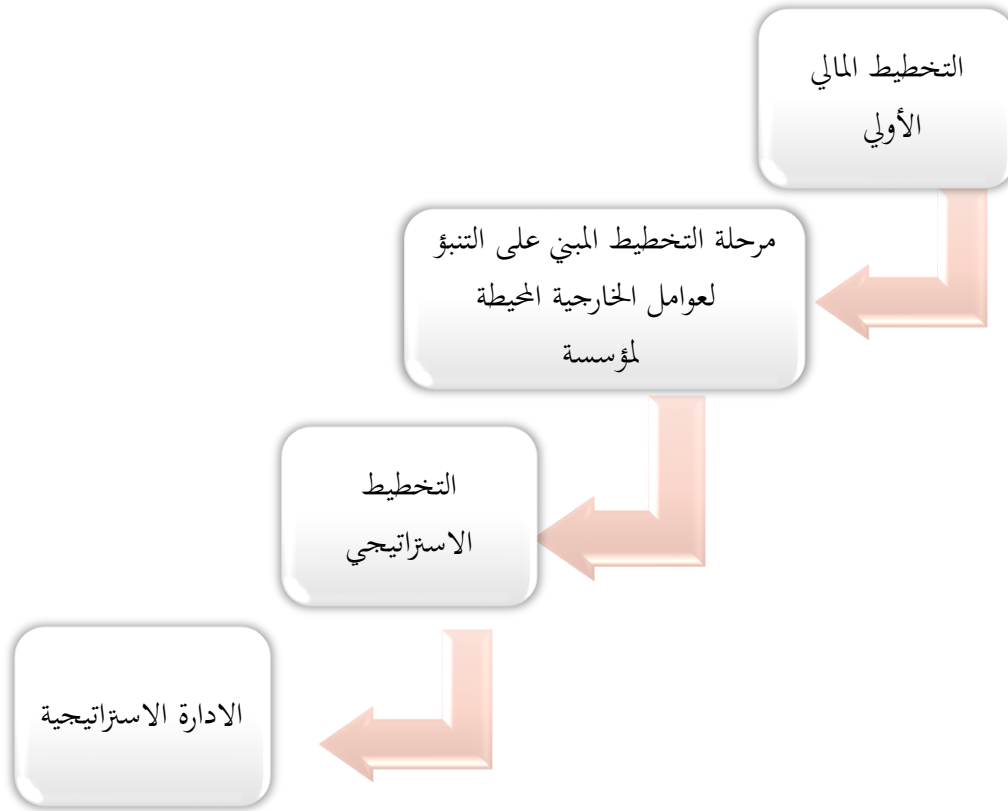 التخطيط المالي
الأولي
مرحلة التخطيط المبني على التنبؤ
لعوامل الخارجية المحيطة
لمؤسسة
التخطيط
الاستراتيجي
الادارة الاستراتيجية